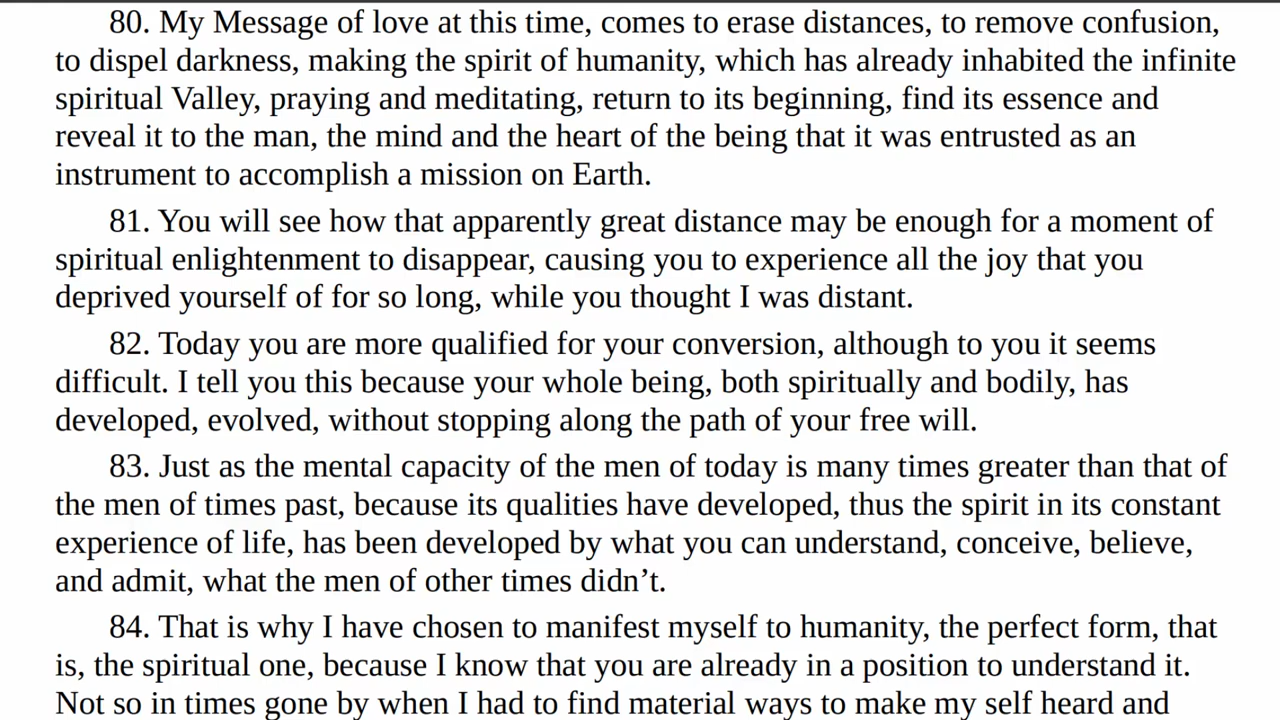 80. My Message of love at this time, comes to erase distances, to remove confusion,
to dispel darkness, making the spirit of humanity, which has already inhabited the infinite
spiritual Valley, praying and meditating, return to its beginning, find its essence and
reveal it to the man, the mind and the heart of the being that it was entrusted as an
instrument to accomplish a mission on Earth.
81. You will see how that apparently great distance may be enough for a moment of
spiritual enlightenment to disappear, causing you to experience all the joy that you
deprived yourself of for so long, while you thought I was distant.
82. Today you are more qualified for your conversion, although to you it seems
difficult. I tell you this because your whole being, both spiritually and bodily, has
developed, evolved, without stopping along the path of your free will.
83. Just as the mental capacity of the men of today is many times greater than that of
the men of times past, because its qualities have developed, thus the spirit in its constant
experience of life, has been developed by what you can understand, conceive, believe,
and admit, what the men of other times didn’t.
84. That is why I have chosen to manifest myself to humanity, the perfect form, that
is, the spiritual one, because I know that you are already in a position to understand it.
Not so in times gone by when I had to find material ways to make my self heard and